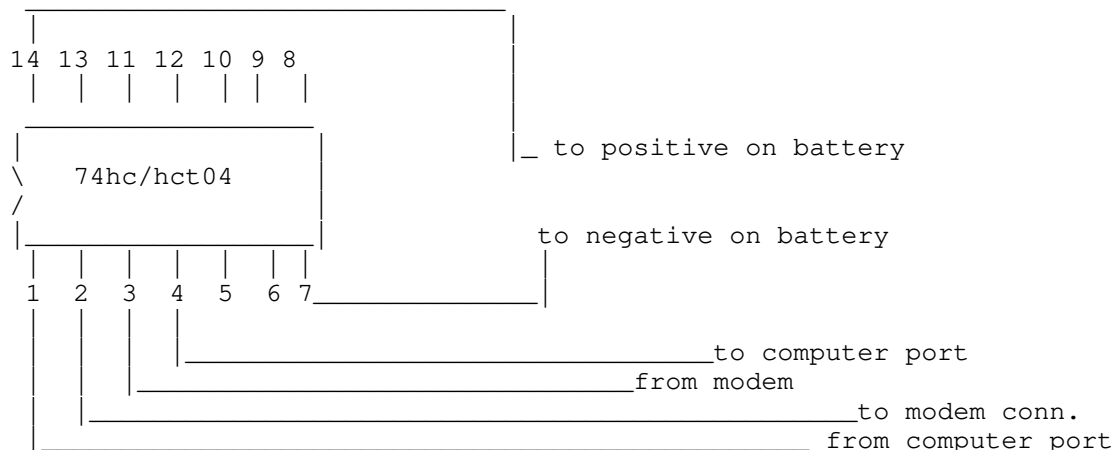 14 13 11 12 10 9 8
to positive on battery
74hc/hct04
to negative on battery
1 2 3 4 5 6 7
to computer port
from modem
to modem conn.
from computer port